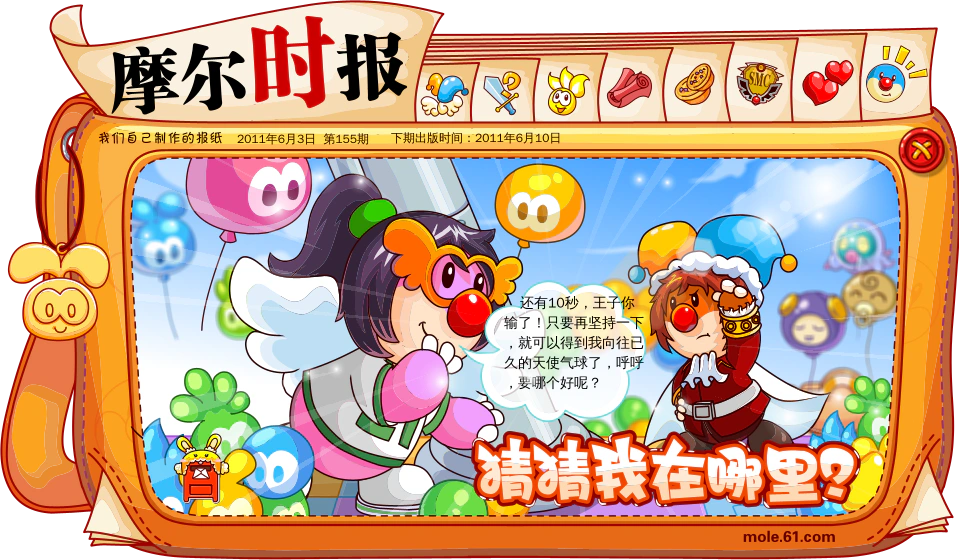 摩尔时报
SMC
我们自己制作的报纸 2011年6月3日 第155期 下期出版时间：2011年6月10日
还有10秒，王子你
输了！只要再坚持一下
，就可以得到我向往已
久的天使气球了，呼呼
，要哪个好呢？
猜猜我在哪里?
mole.61.com